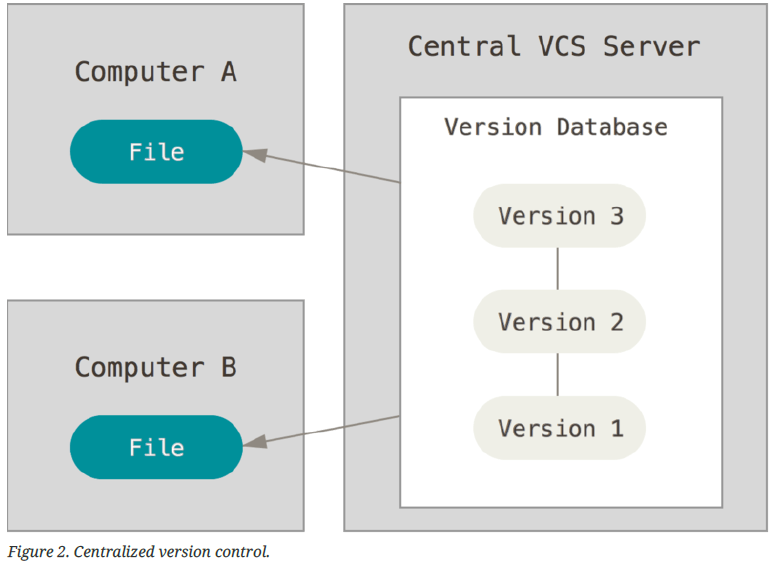 Computer A
File
Central VCS Server
Version Database
Version 3
Version 2
Version 1
Computer B
File
Figure 2. Centralized version control.